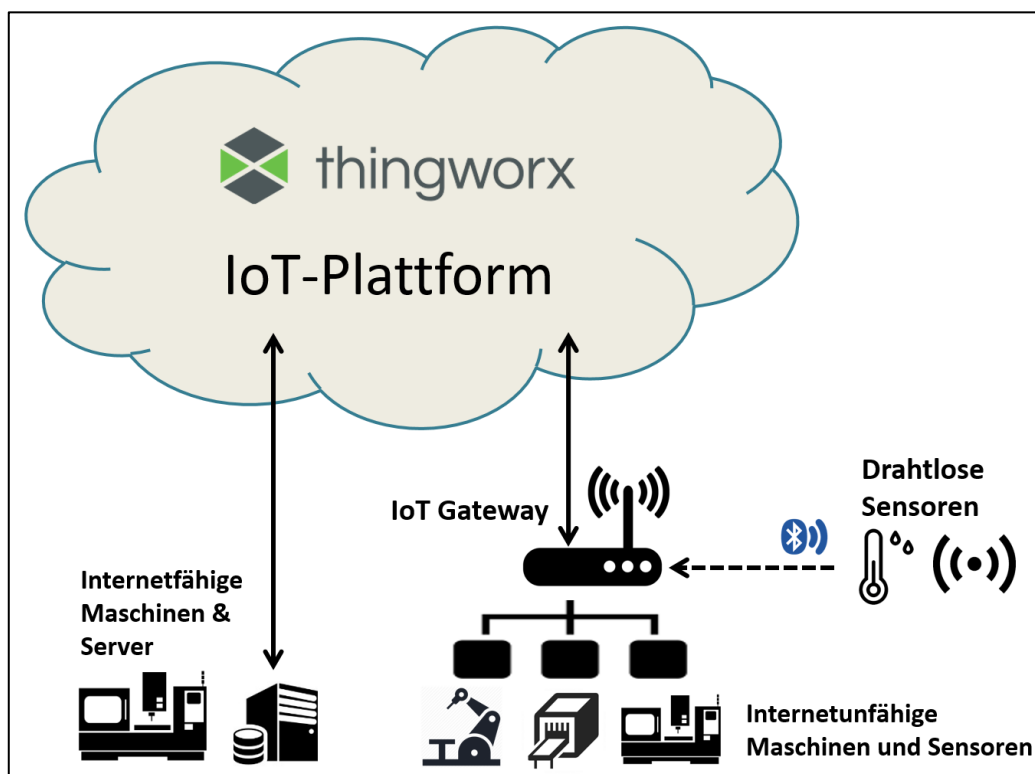 thingworx
IoT-Plattform
IoT Gateway
Drahtlose
Sensoren
Internetfähige
Maschinen &
Server
Internetunfähige
Maschinen und Sensoren